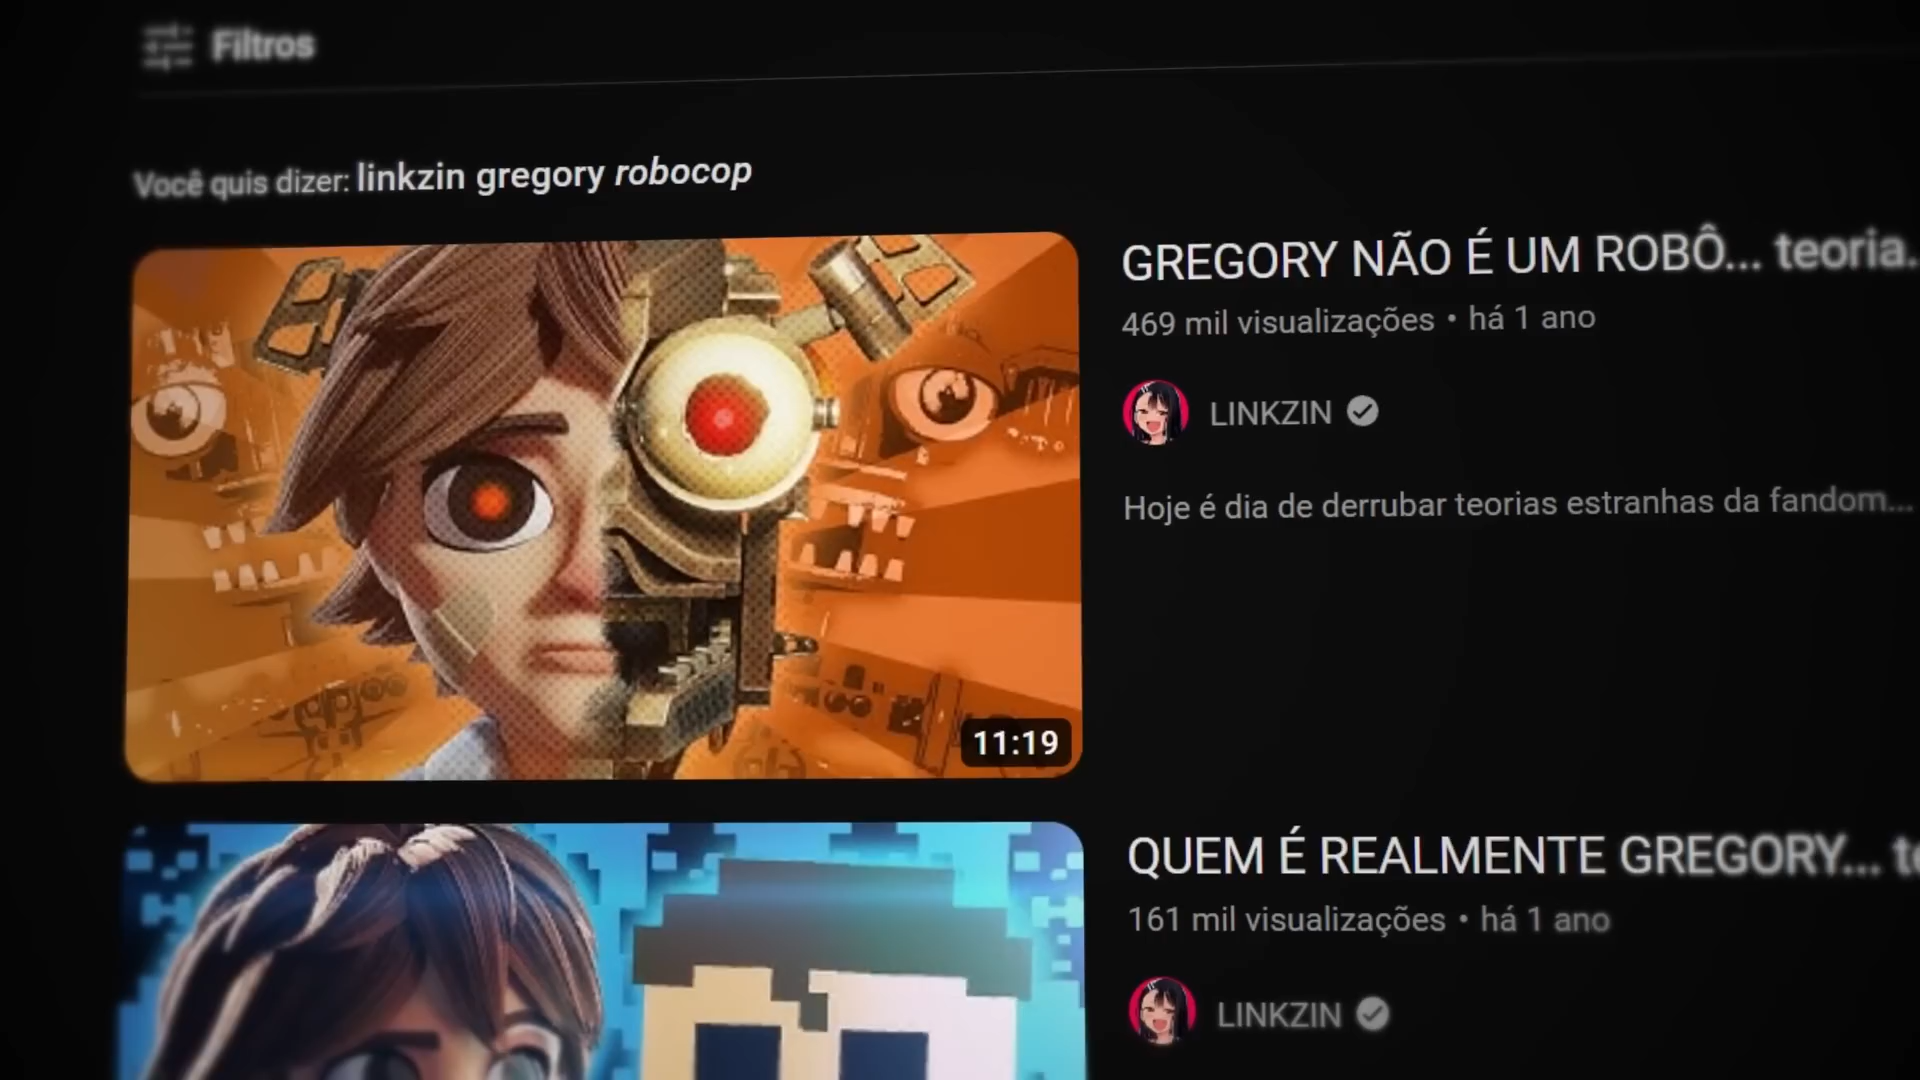 Filtros
Você quis dizer: linkzin gregory robocop
GREGORY NÃO É UM ROBÔ... teoria...
469 mil visualizações • há 1 ano
LINKZIN
Hoje é dia de derrubar teorias estranhas da fandom...
11:19
QUEM É REALMENTE GREGORY...
161 mil visualizações • há 1 ano
LINKZIN